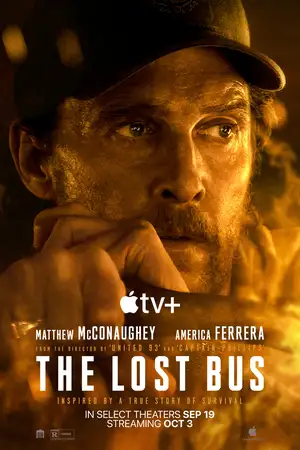 tv+
MATTHEW McCONAUGHEY AMERICA FERRERA
FROM THE DIRECTOR OF 'UNITED 93' AND 'CAPTAIN PHILLIPS'
THE LOST BUS
INSPIRED BY A TRUE STORY OF SURVIVAL
IN SELECT THEATERS SEP 19
STREAMING OCT 3
R